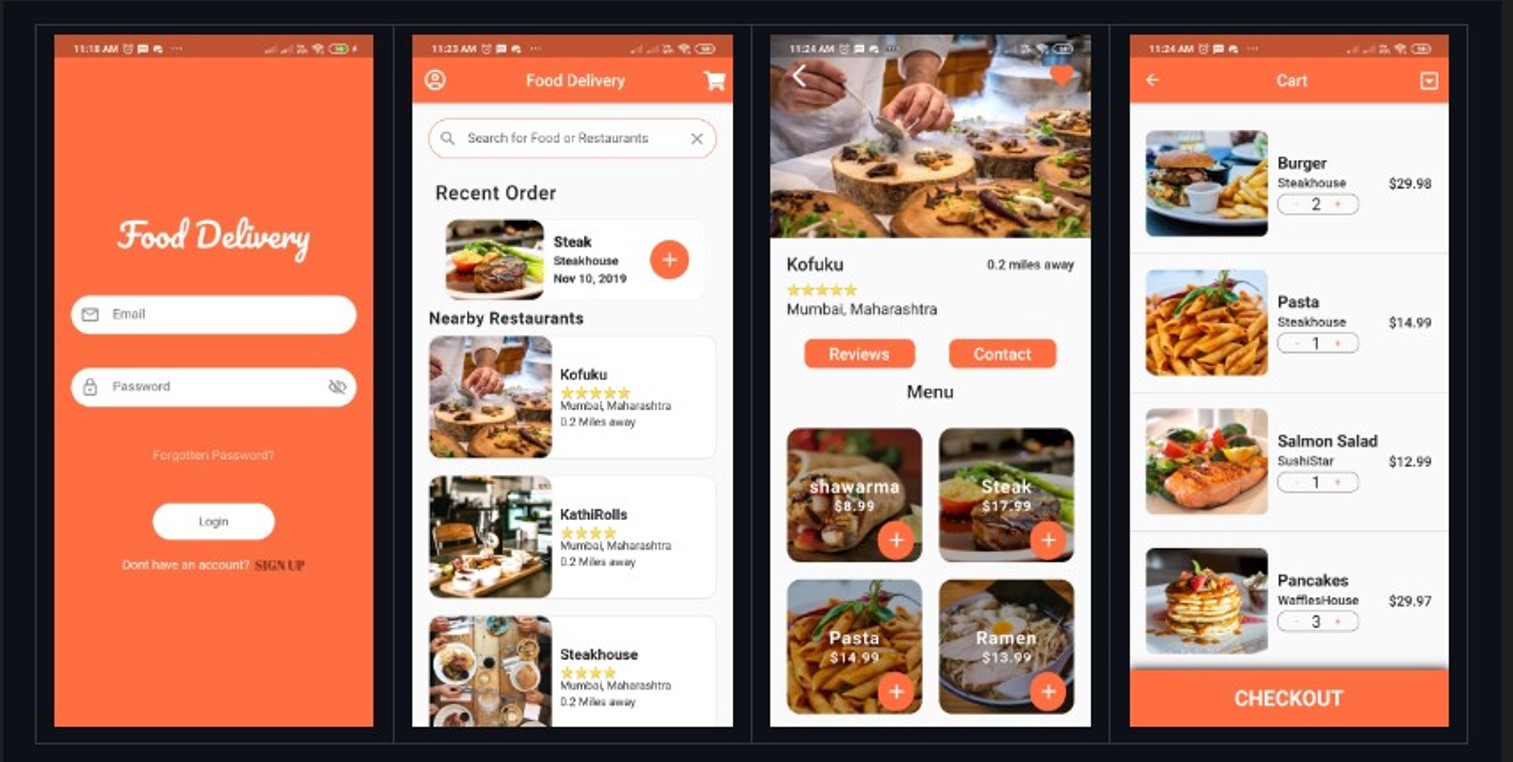 11:18 AM
Food Delivery
Email
Password
Forgotten Password?
Login
Dont have an account? SIGN UP
11:23 AM
Food Delivery
Search for Food or Restaurants
Recent Order
Steak
Steakhouse
Nov 10, 2019
Nearby Restaurants
Kofuku
Mumbai, Maharashtra
0.2 Miles away
KathiRolls
Mumbai, Maharashtra
0.2 Miles away
Steakhouse
Mumbai, Maharashtra
0.2 Miles away
11:24 AM
Kofuku 0.2 miles away
Mumbai, Maharashtra
Reviews Contact
Menu
shawarma Steak
$8.99 $17.99
Pasta Ramen
$14.99 $13.99
11:24 AM
Cart
Burger
Steakhouse $29.98
- 2 +
Pasta
Steakhouse $14.99
- 1 +
Salmon Salad
SushiStar $12.99
- 1 +
Pancakes
WafflesHouse $29.97
- 3 +
CHECKOUT